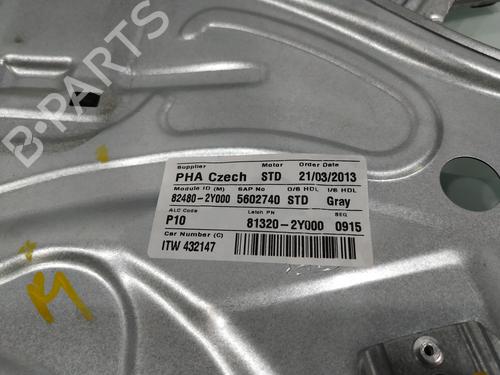 B-PARTS
Supplier Motor Order Date
PHA Czech STD 21/03/2013
Module ID (M) SAP No O/S HDL I/S HDL
82480-2Y000 5602740 STD Gray
ALC Code Latch PN SEQ
P10 81320-2Y000 0915
Car Number (C)
ITW 432147
M